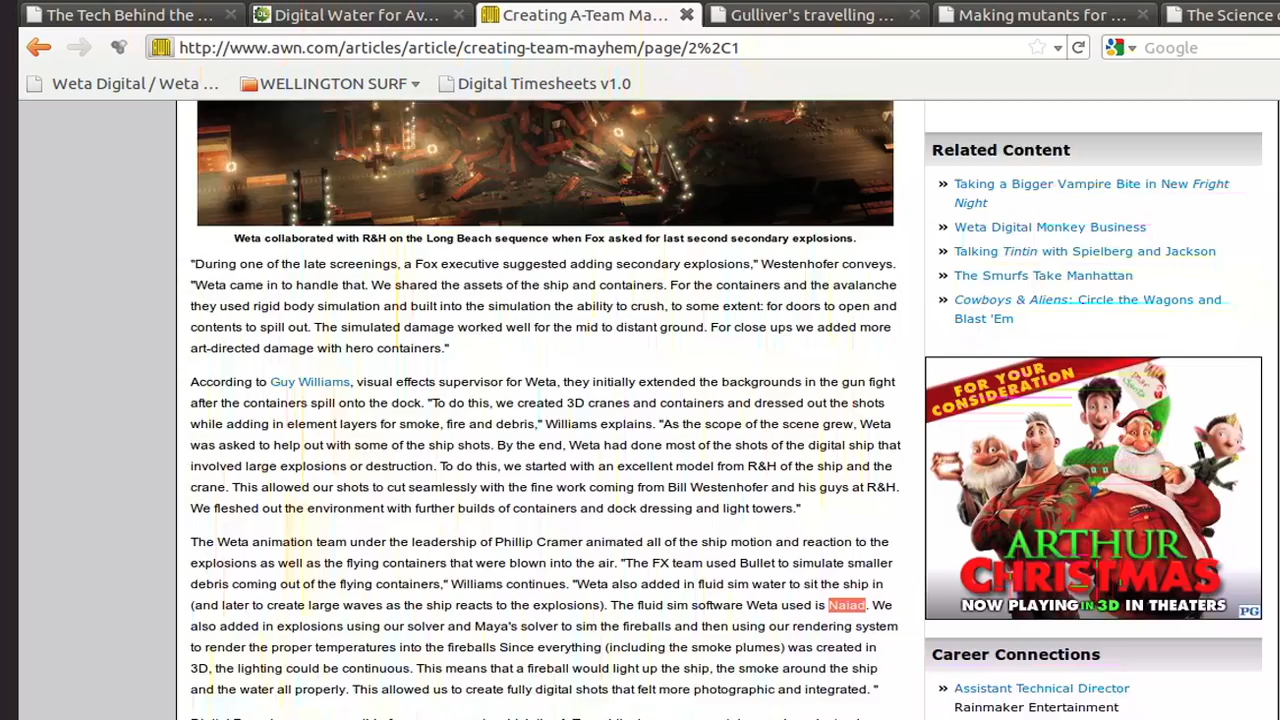 The Tech Behind the ...
Digital Water for Av...
Creating A-Team Ma...
Gulliver's travelling ...
Making mutants for ...
The Science
http://www.awn.com/articles/article/creating-team-mayhem/page/2%2C1
Google
Weta Digital / Weta ...
WELLINGTON SURF
Digital Timesheets v1.0
Weta collaborated with R&H on the Long Beach sequence when Fox asked for last second secondary explosions.
"During one of the late screenings, a Fox executive suggested adding secondary explosions," Westenhofer conveys.
"Weta came in to handle that. We shared the assets of the ship and containers. For the containers and the avalanche
they used rigid body simulation and built into the simulation the ability to crush, to some extent: for doors to open and
contents to spill out. The simulated damage worked well for the mid to distant ground. For close ups we added more
art-directed damage with hero containers."
According to Guy Williams, visual effects supervisor for Weta, they initially extended the backgrounds in the gun fight
after the containers spill onto the dock. "To do this, we created 3D cranes and containers and dressed out the shots
while adding in element layers for smoke, fire and debris," Williams explains. "As the scope of the scene grew, Weta
was asked to help out with some of the ship shots. By the end, Weta had done most of the shots of the digital ship that
involved large explosions or destruction. To do this, we started with an excellent model from R&H of the ship and the
crane. This allowed our shots to cut seamlessly with the fine work coming from Bill Westenhofer and his guys at R&H.
We fleshed out the environment with further builds of containers and dock dressing and light towers."
The Weta animation team under the leadership of Phillip Cramer animated all of the ship motion and reaction to the
explosions as well as the flying containers that were blown into the air. "The FX team used Bullet to simulate smaller
debris coming out of the flying containers," Williams continues. "Weta also added in fluid sim water to sit the ship in
(and later to create large waves as the ship reacts to the explosions). The fluid sim software Weta used is Naiad. We
also added in explosions using our solver and Maya's solver to sim the fireballs and then using our rendering system
to render the proper temperatures into the fireballs Since everything (including the smoke plumes) was created in
3D, the lighting could be continuous. This means that a fireball would light up the ship, the smoke around the ship
and the water all properly. This allowed us to create fully digital shots that felt more photographic and integrated. "
Related Content
» Taking a Bigger Vampire Bite in New Fright
Night
» Weta Digital Monkey Business
» Talking Tintin with Spielberg and Jackson
» The Smurfs Take Manhattan
» Cowboys & Aliens: Circle the Wagons and
Blast 'Em
FOR YOUR
CONSIDERATION
ARTHUR
CHRISTMAS
NOW PLAYING IN 3D IN THEATERS
PG
Career Connections
» Assistant Technical Director
Rainmaker Entertainment